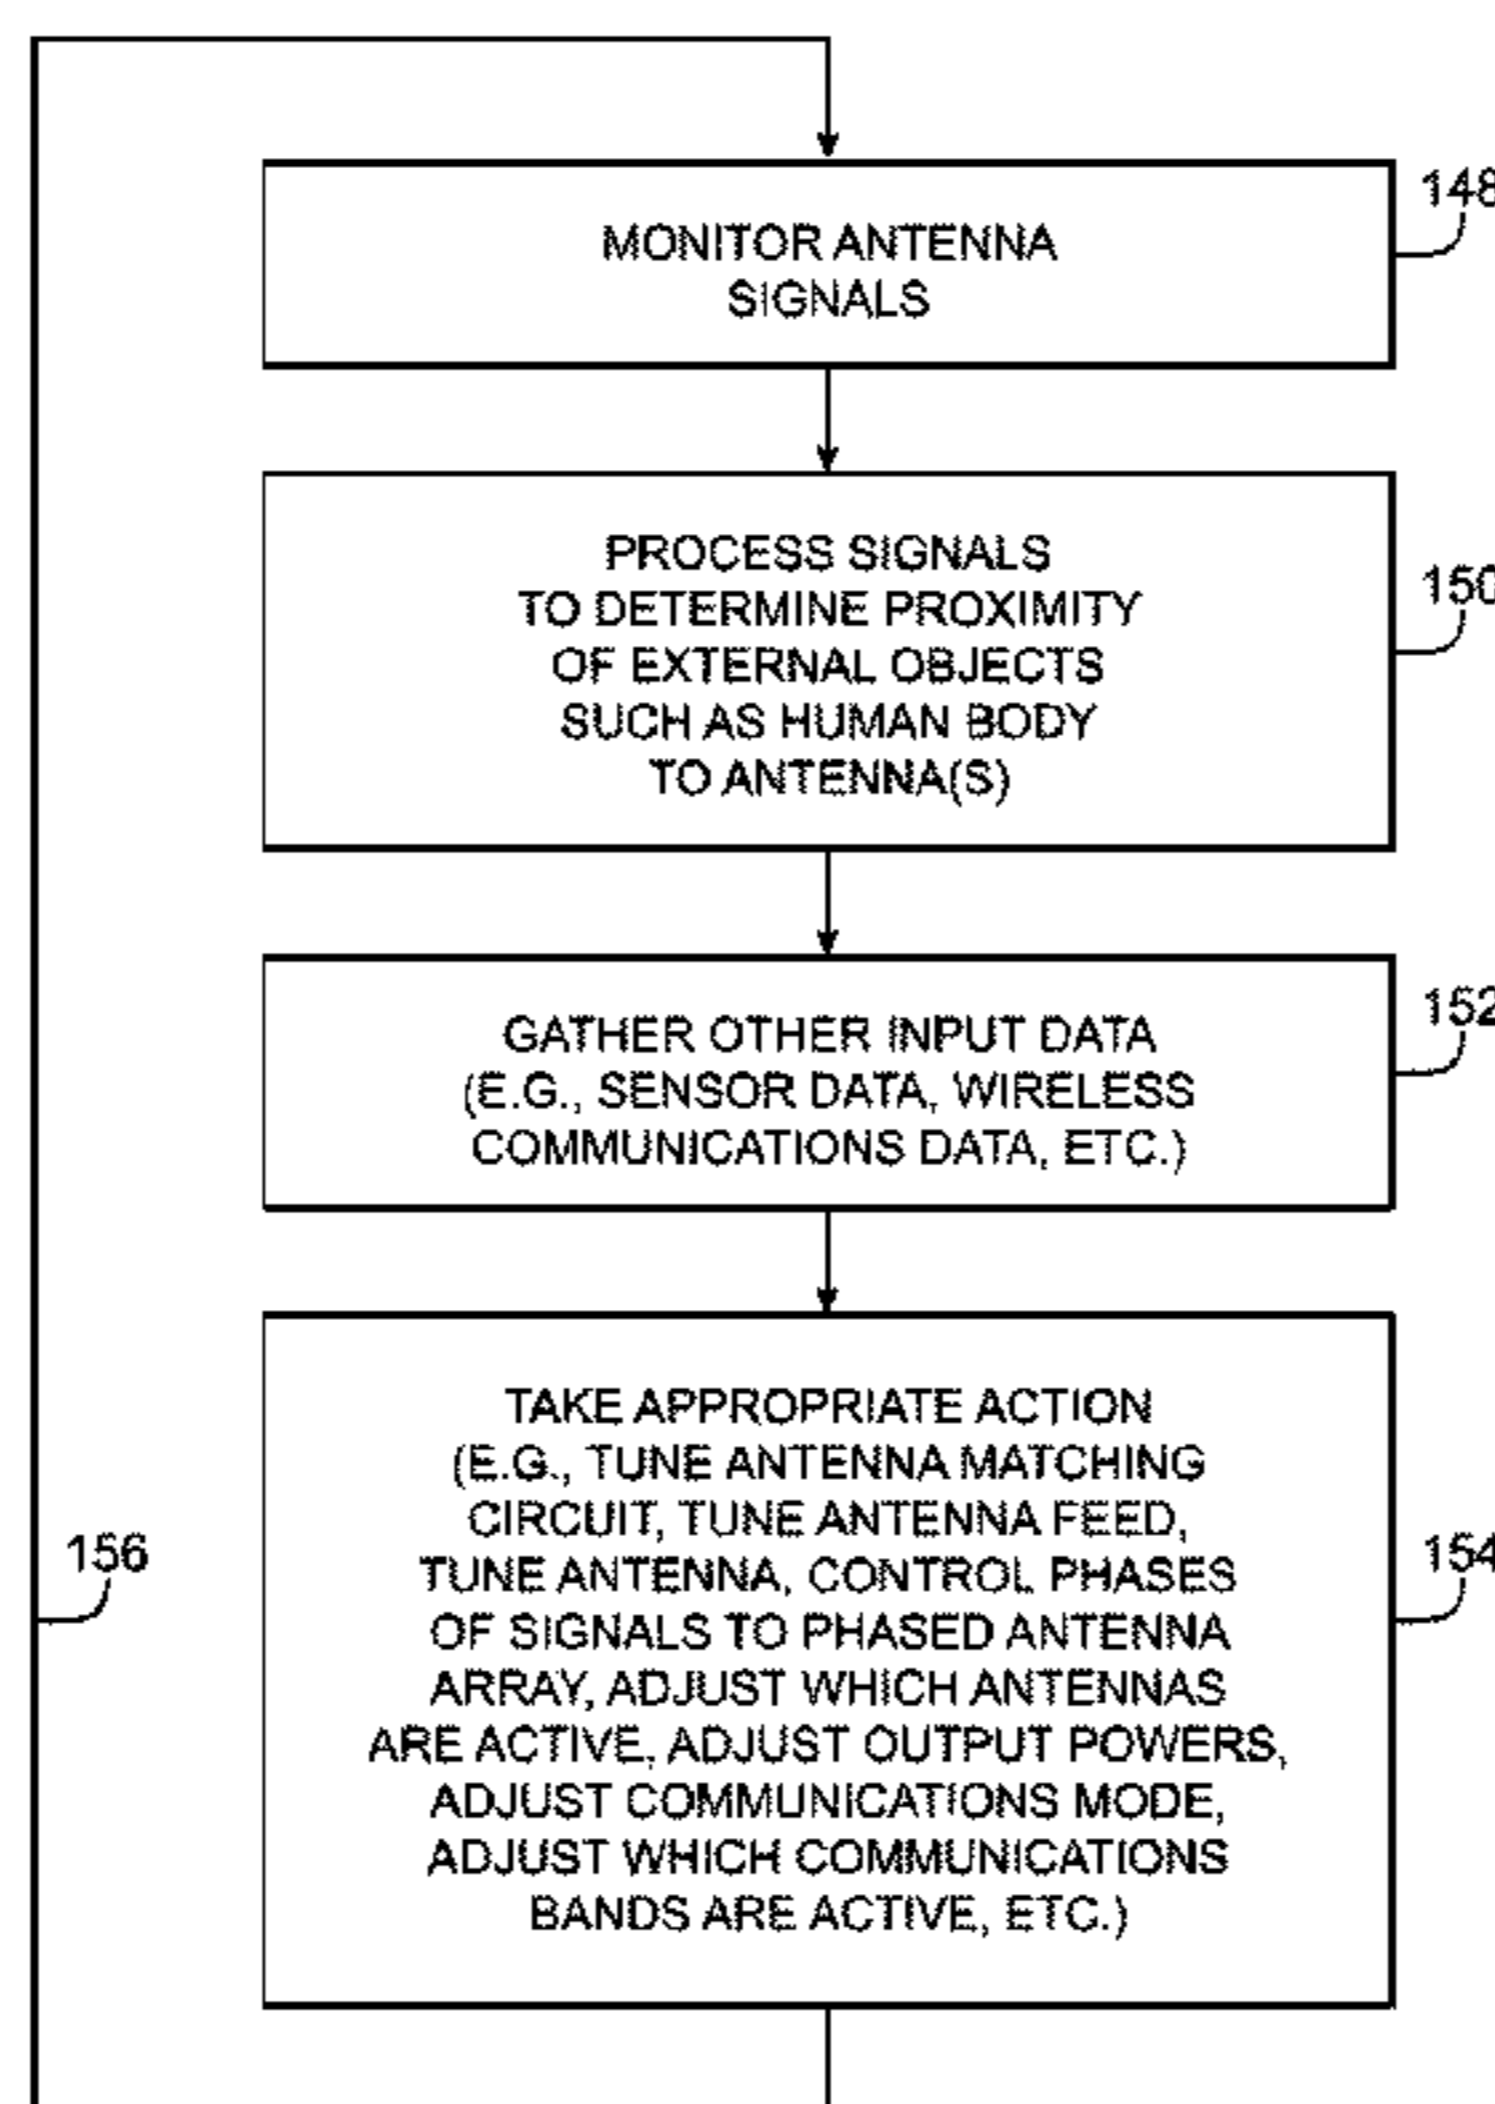 148
MONITOR ANTENNA
SIGNALS
150
PROCESS SIGNALS
TO DETERMINE PROXIMITY
OF EXTERNAL OBJECTS
SUCH AS HUMAN BODY
TO ANTENNA(S)
152
GATHER OTHER INPUT DATA
(E.G., SENSOR DATA, WIRELESS
COMMUNICATIONS DATA, ETC.)
TAKE APPROPRIATE ACTION
(E.G., TUNE ANTENNA MATCHING
CIRCUIT, TUNE ANTENNA FEED,
TUNE ANTENNA, CONTROL PHASES
OF SIGNALS TO PHASED ANTENNA
ARRAY, ADJUST WHICH ANTENNAS
ARE ACTIVE, ADJUST OUTPUT POWERS,
ADJUST COMMUNICATIONS MODE,
ADJUST WHICH COMMUNICATIONS
BANDS ARE ACTIVE, ETC.)
154
156